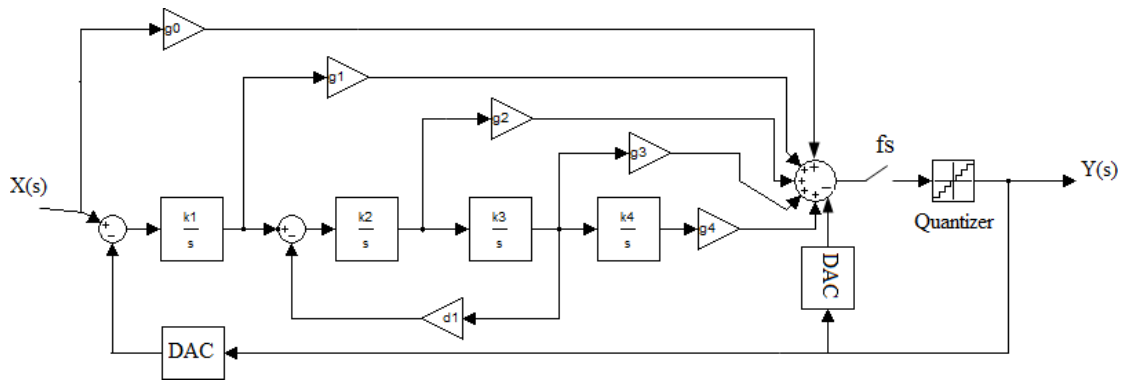 g0
g1
g2
g3
fs
X(s)
Y(s)
k1
s
k2
s
k3
s
k4
s
g4
Quantizer
+
−
+
−
+
+
+
+
+
−
DAC
d1
DAC